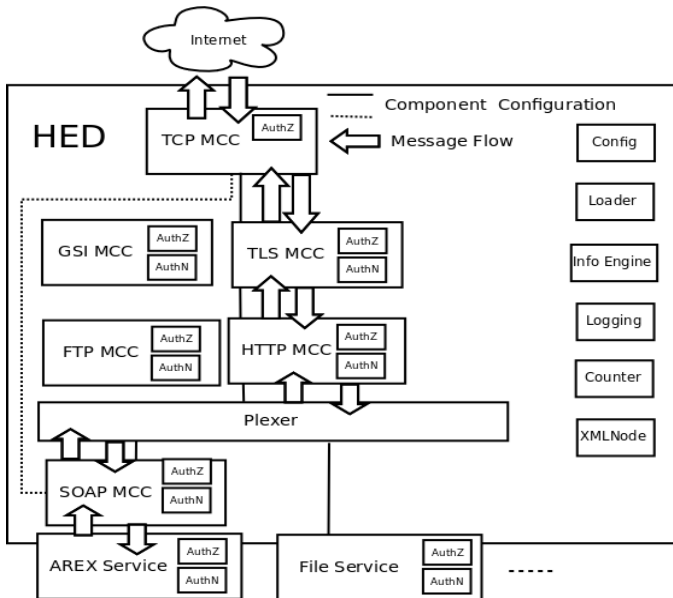 Internet
Component Configuration
HED
AuthZ
TCP MCC
Message Flow
Config
Loader
AuthZ
GSI MCC
AuthN
AuthZ
TLS MCC
AuthN
Info Engine
Logging
AuthZ
FTP MCC
AuthN
AuthZ
HTTP MCC
AuthN
Counter
Plexer
XMLNode
AuthZ
SOAP MCC
AuthN
AuthZ
AREX Service
AuthN
AuthZ
File Service
AuthN